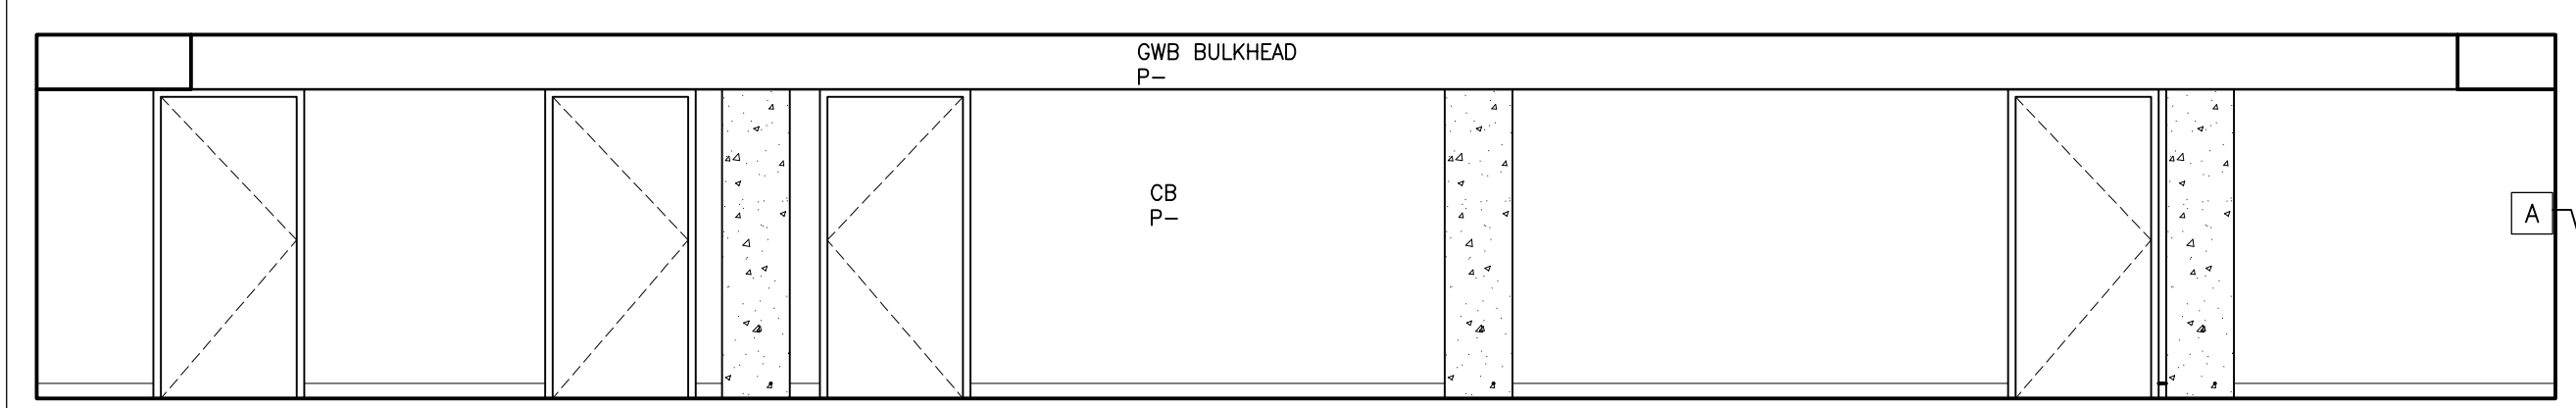 GWB BULKHEAD
P-
CB
P-
A